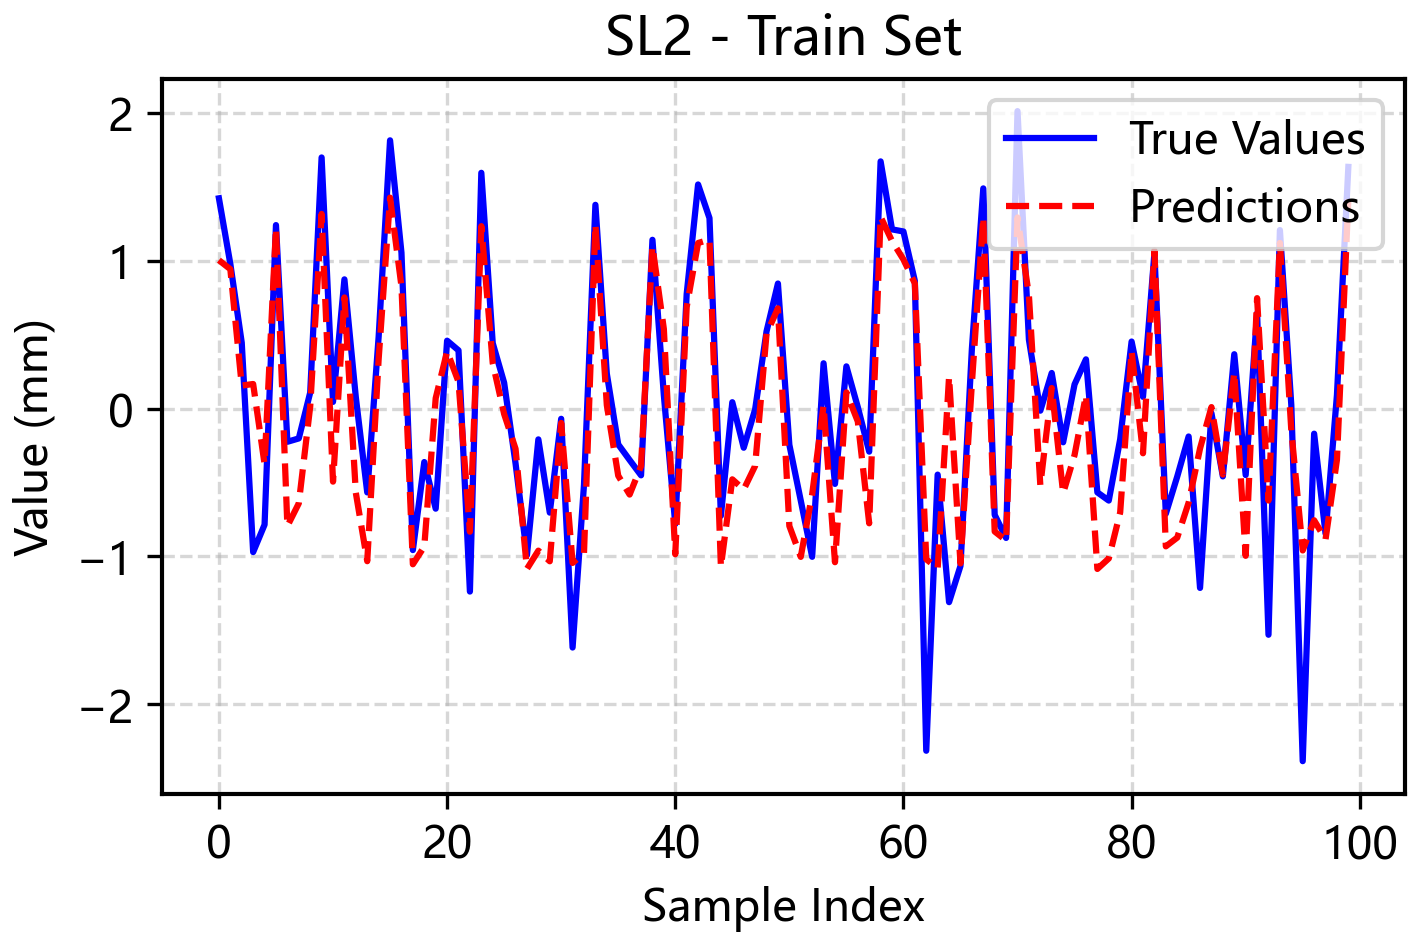 SL2 - Train Set
True Values
Predictions
Value (mm)
2
1
0
−1
−2
0 20 40 60 80 100
Sample Index